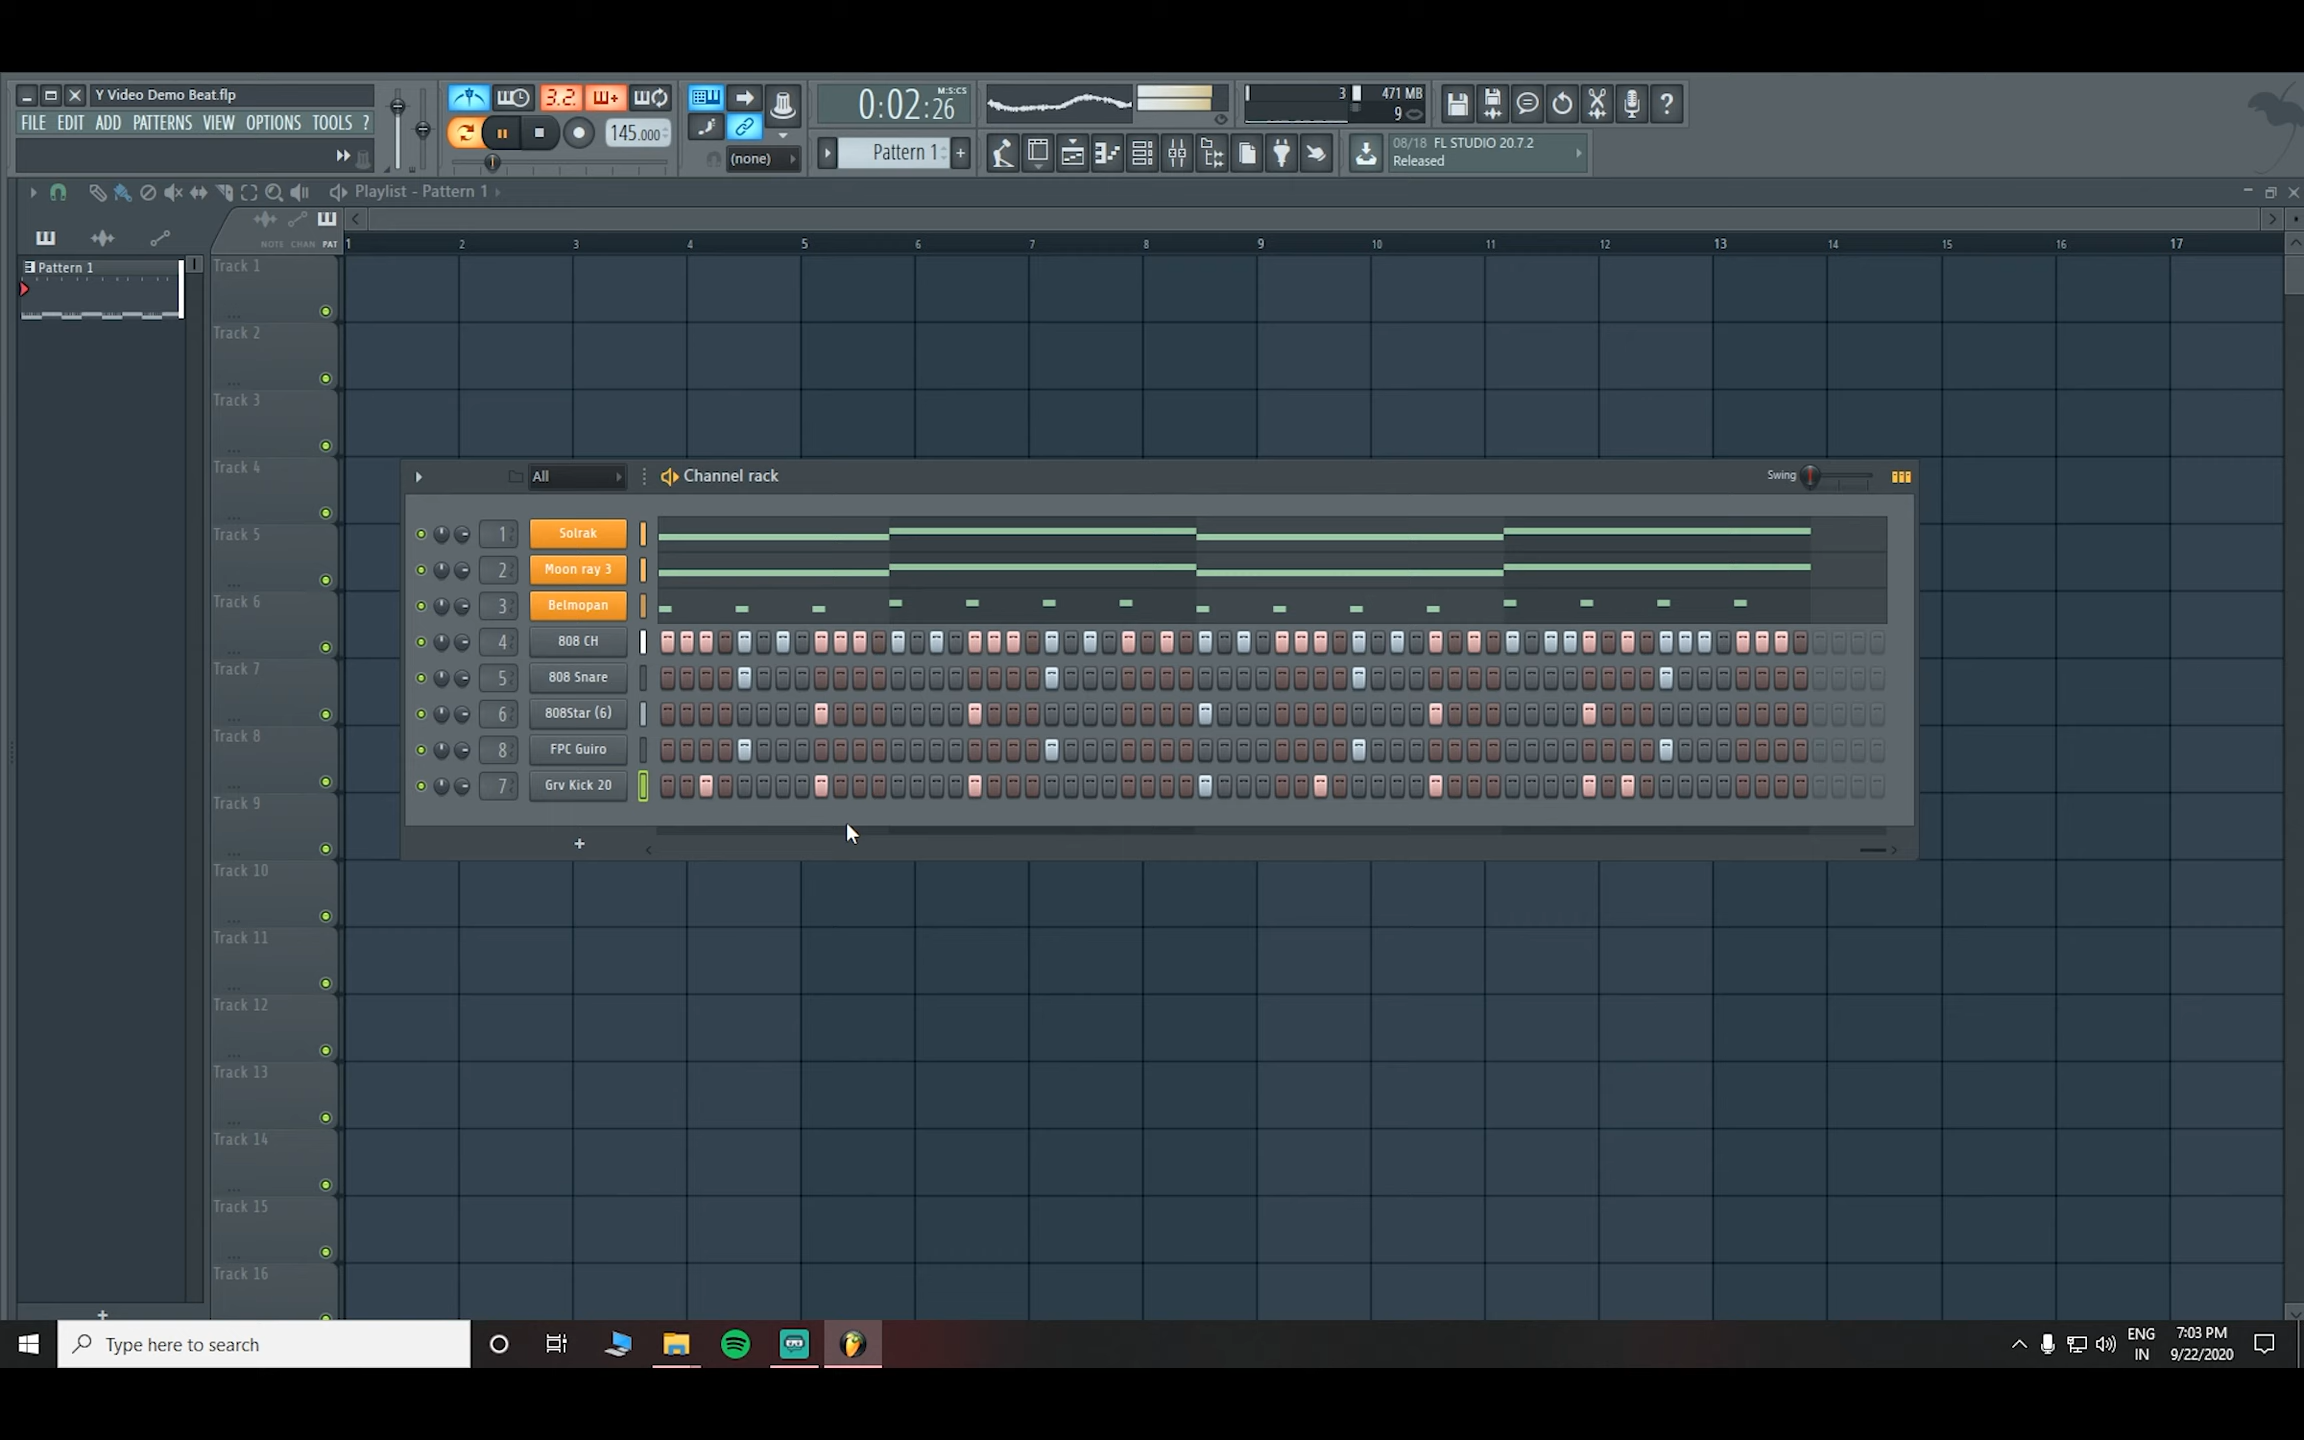 Y Video Demo Beat.flp
FILE EDIT ADD PATTERNS VIEW OPTIONS TOOLS ?
3.2.
145.000
(none)
0:02:26
M:S:CS
Pattern 1
+
3
471 MB
9
?
08/18 FL STUDIO 20.7.2
Released
Playlist - Pattern 1
NOTE CHAN PAT
1 2 3 4 5 6 7 8 9 10 11 12 13 14 15 16 17
Pattern 1
Track 1
Track 2
Track 3
Track 4
Track 5
Track 6
Track 7
Track 8
Track 9
Track 10
Track 11
Track 12
Track 13
Track 14
Track 15
Track 16
All
Channel rack
Swing
1 Solrak
2 Moon ray 3
3 Belmopan
4 808 CH
5 808 Snare
6 808Star (6)
8 FPC Guiro
7 Grv Kick 20
+
+
Type here to search
ENG
IN
7:03 PM
9/22/2020